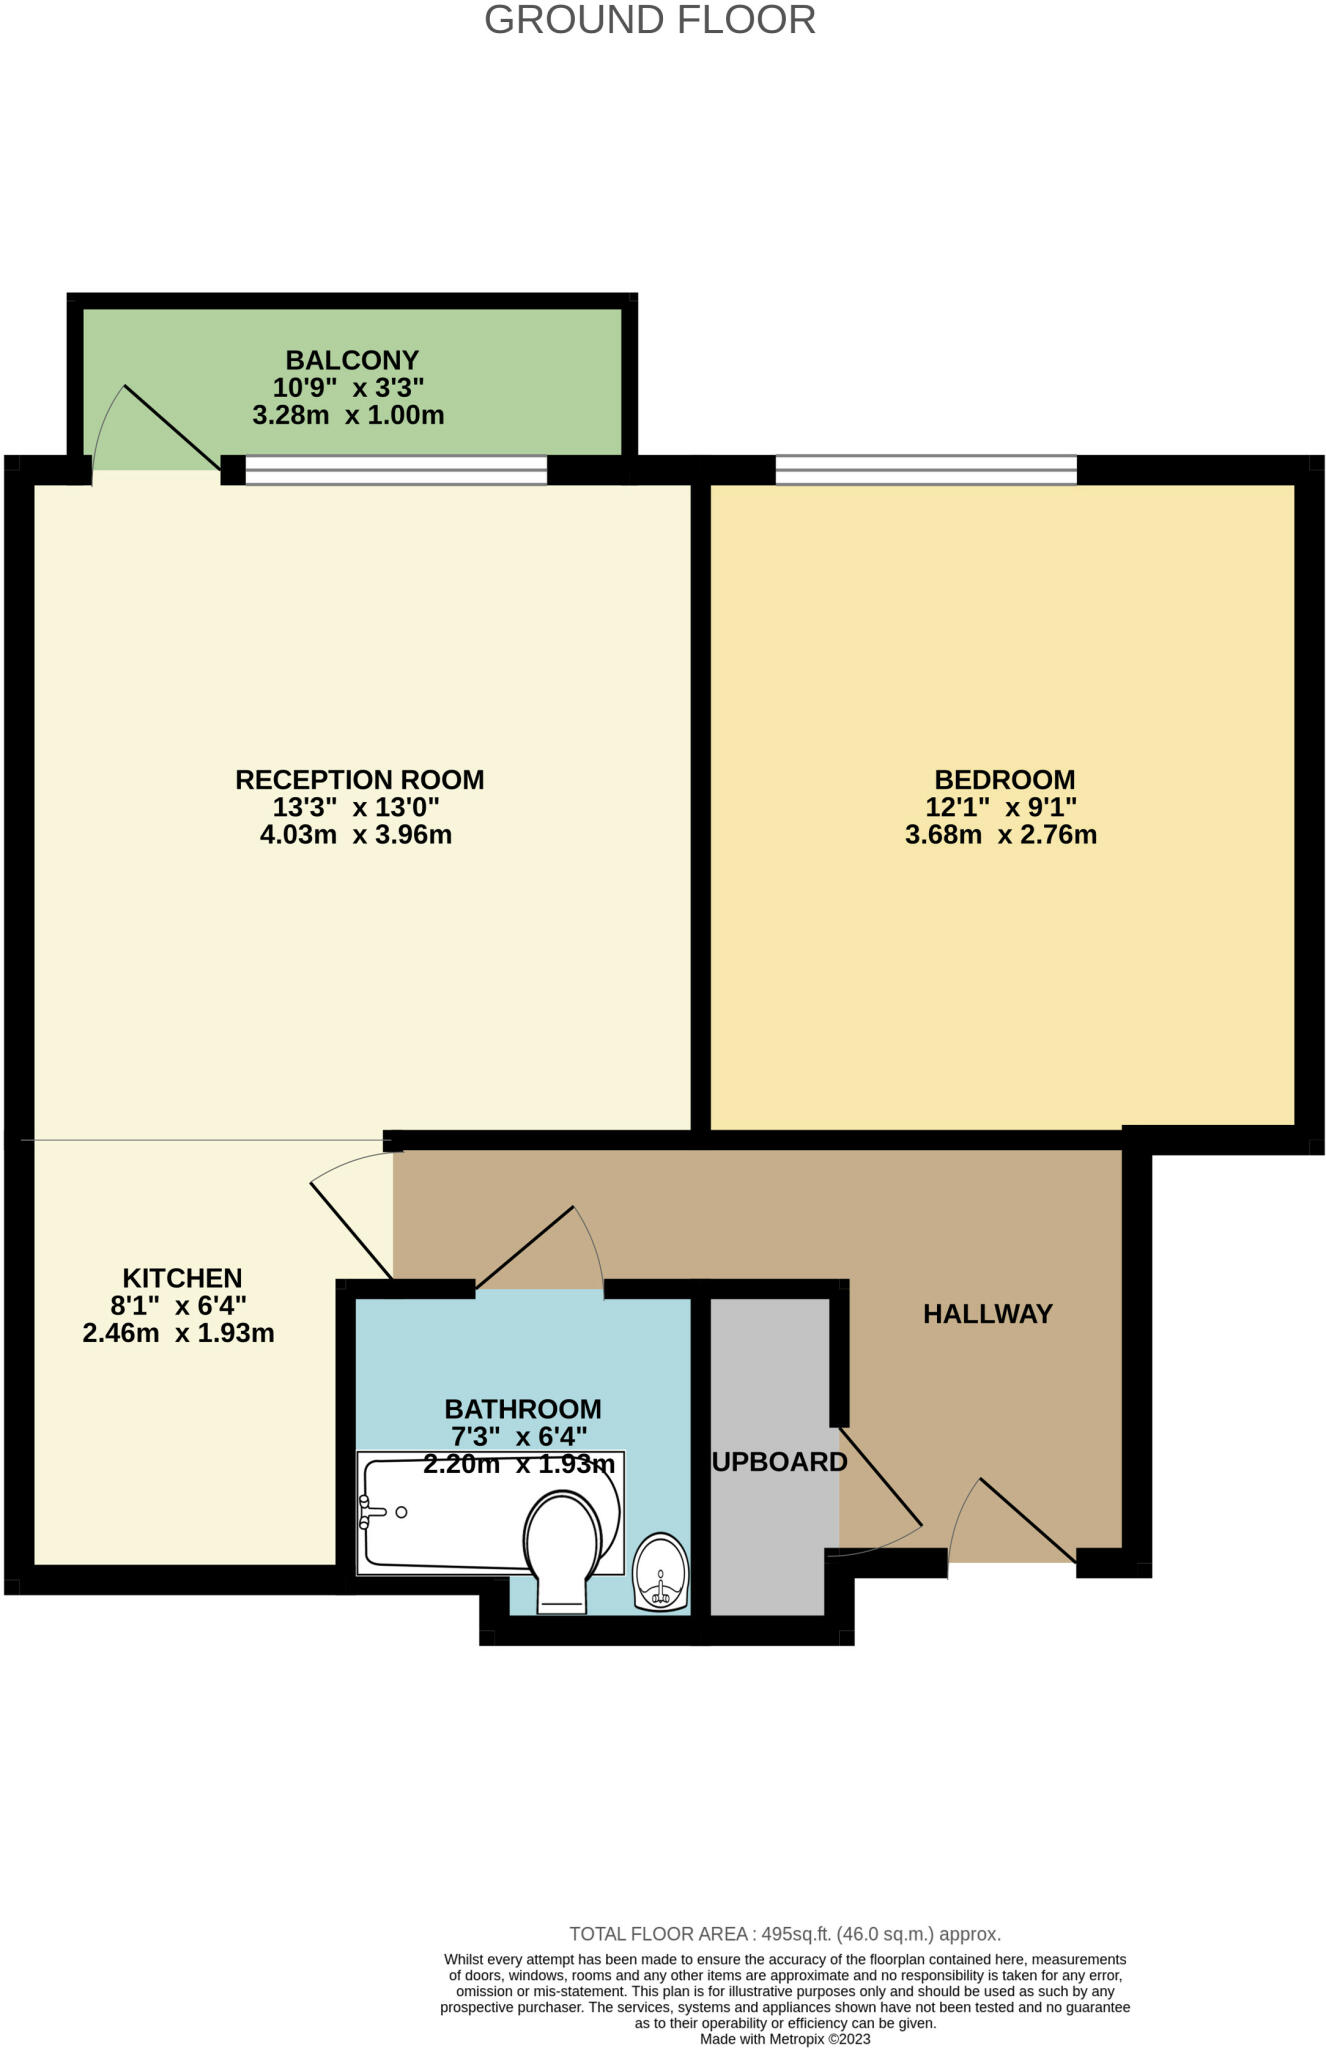 GROUND FLOOR
BALCONY
10'9" x 3'3"
3.28m x 1.00m
RECEPTION ROOM
13'3" x 13'0"
4.03m x 3.96m
BEDROOM
12'1" x 9'1"
3.68m x 2.76m
KITCHEN
8'1" x 6'4"
2.46m x 1.93m
HALLWAY
BATHROOM
7'3" x 6'4"
2.20m x 1.93m
UPBOARD
TOTAL FLOOR AREA : 495sq.ft. (46.0 sq.m.) approx.
Whilst every attempt has been made to ensure the accuracy of the floorplan contained here, measurements
of doors, windows, rooms and any other items are approximate and no responsibility is taken for any error,
omission or mis-statement. This plan is for illustrative purposes only and should be used as such by any
prospective purchaser. The services, systems and appliances shown have not been tested and no guarantee
as to their operability or efficiency can be given.
Made with Metropix ©2023